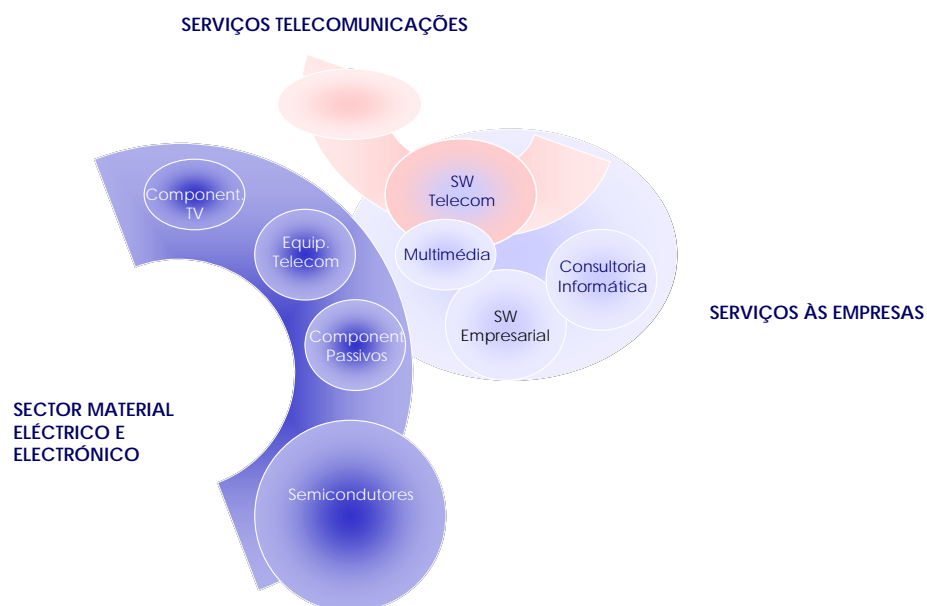 SERVIÇOS TELECOMUNICAÇÕES
Component.
TV
SW
Telecom
Equip.
Telecom
Multimédia
Consultoria
Informática
SW
Empresarial
SERVIÇOS ÀS EMPRESAS
Component.
Passivos
SECTOR MATERIAL
ELÉCTRICO E
ELECTRÓNICO
Semicondutores